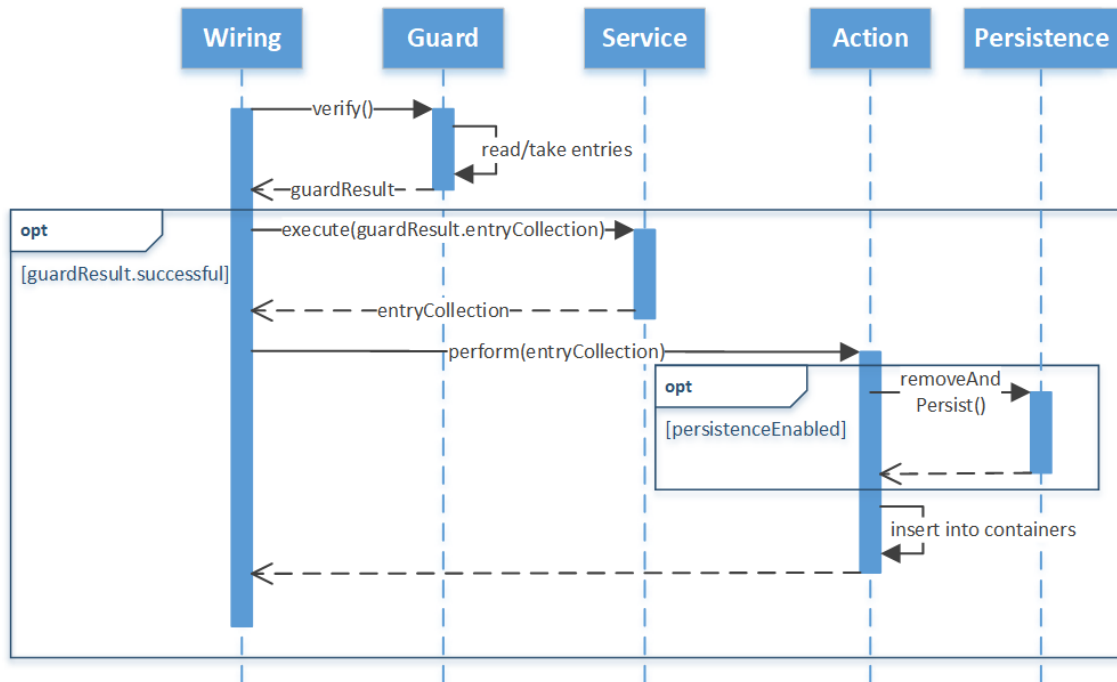 Wiring
Guard
Service
Action
Persistence
verify()
read/take entries
guardResult
opt
execute(guardResult.entryCollection)
[guardResult.successful]
entryCollection
perform(entryCollection)
opt
removeAnd
Persist()
[persistenceEnabled]
insert into containers